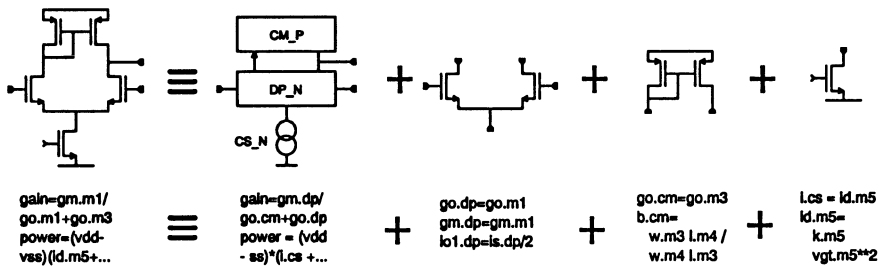 CM_P
DP_N
CS_N
gain=gm.m1/
go.m1+go.m3
power=(vdd-
vss)(id.m5+...
gain=gm.dp/
go.cm+go.dp
power = (vdd
- ss)*(i.cs +...
go.dp=go.m1
gm.dp=gm.m1
io1.dp=is.dp/2
go.cm=go.m3
b.cm=
w.m3 l.m4 /
w.m4 l.m3
i.cs = id.m5
id.m5=
k.m5
vgt.m5**2